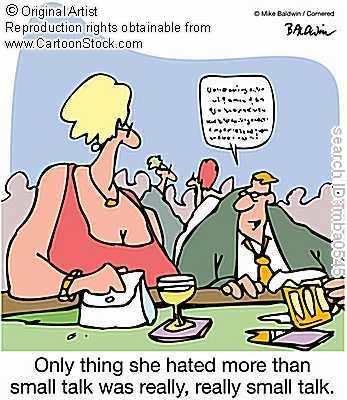 © Original Artist
Reproduction rights obtainable from
www.CartoonStock.com
© Mike Baldwin / Cornered
BALDWIN
search ID: mba0645
Only thing she hated more than
small talk was really, really small talk.